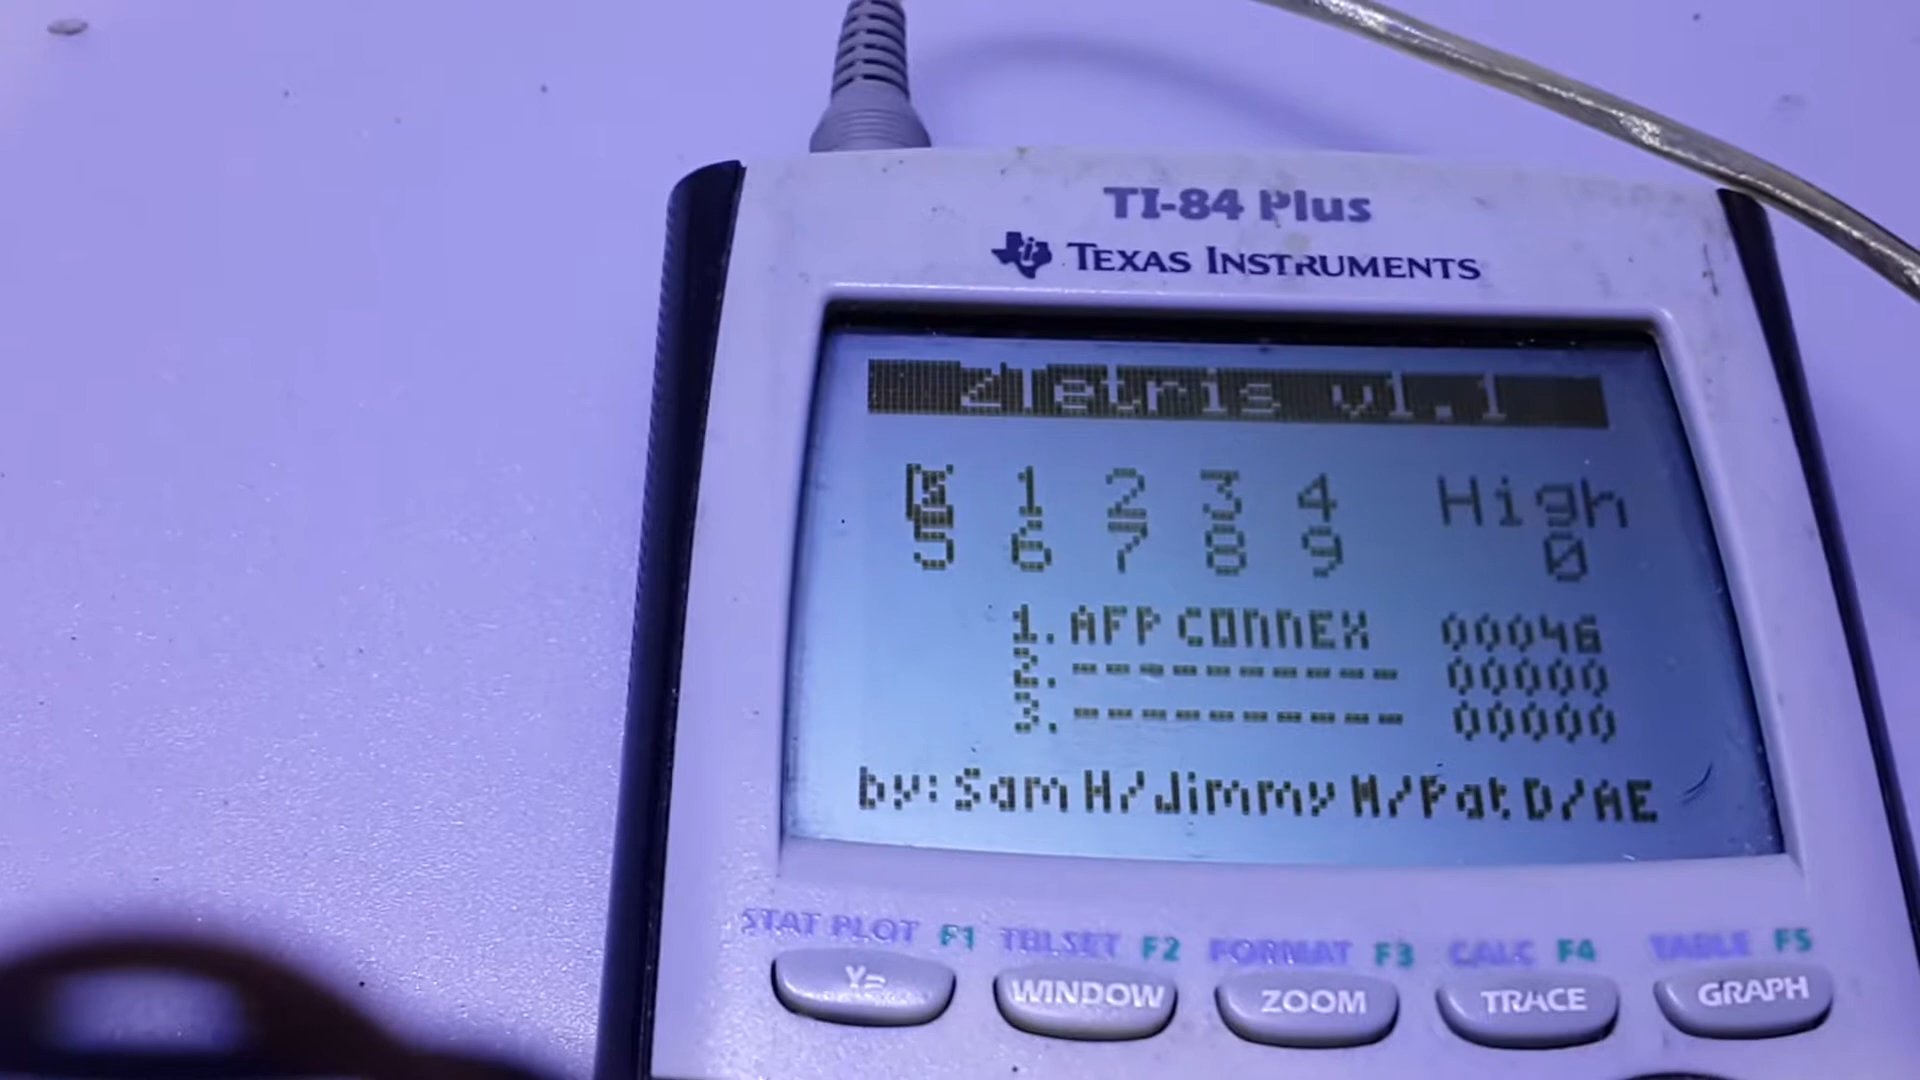 TI-84 Plus
TEXAS INSTRUMENTS
ZTetris v1.1
1 2 3 4 High
5 6 7 8 9 0
1. AFP CONNEX 00046
2. ---------- 00000
3. ---------- 00000
by: Sam H/Jimmy M/Pat D/AE
STAT PLOT F1 TBLSET F2 FORMAT F3 CALC F4 TABLE F5
Y= WINDOW ZOOM TRACE GRAPH